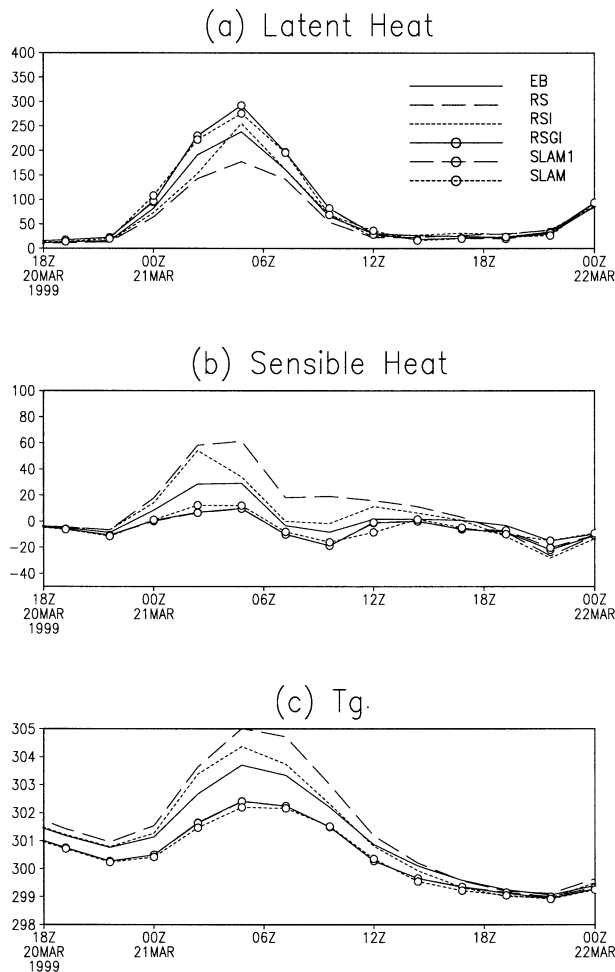 (a) Latent Heat
400
350
300
250
200
150
100
50
0
EB
RS
RSI
RSGI
SLAM1
SLAM
18Z 00Z 06Z 12Z 18Z 00Z
20MAR 21MAR 22MAR
1999
(b) Sensible Heat
100
80
60
40
20
0
-20
-40
18Z 00Z 06Z 12Z 18Z 00Z
20MAR 21MAR 22MAR
1999
(c) Tg.
305
304
303
302
301
300
299
298
18Z 00Z 06Z 12Z 18Z 00Z
20MAR 21MAR 22MAR
1999